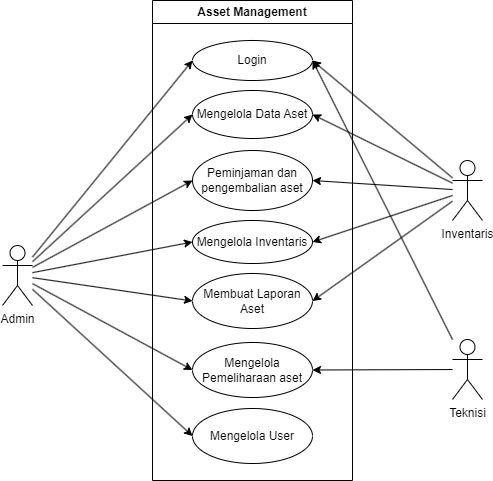 Asset Management
Login
Mengelola Data Aset
Peminjaman dan
pengembalian aset
Mengelola Inventaris
Membuat Laporan
Aset
Mengelola
Pemeliharaan aset
Mengelola User
Admin
Inventaris
Teknisi